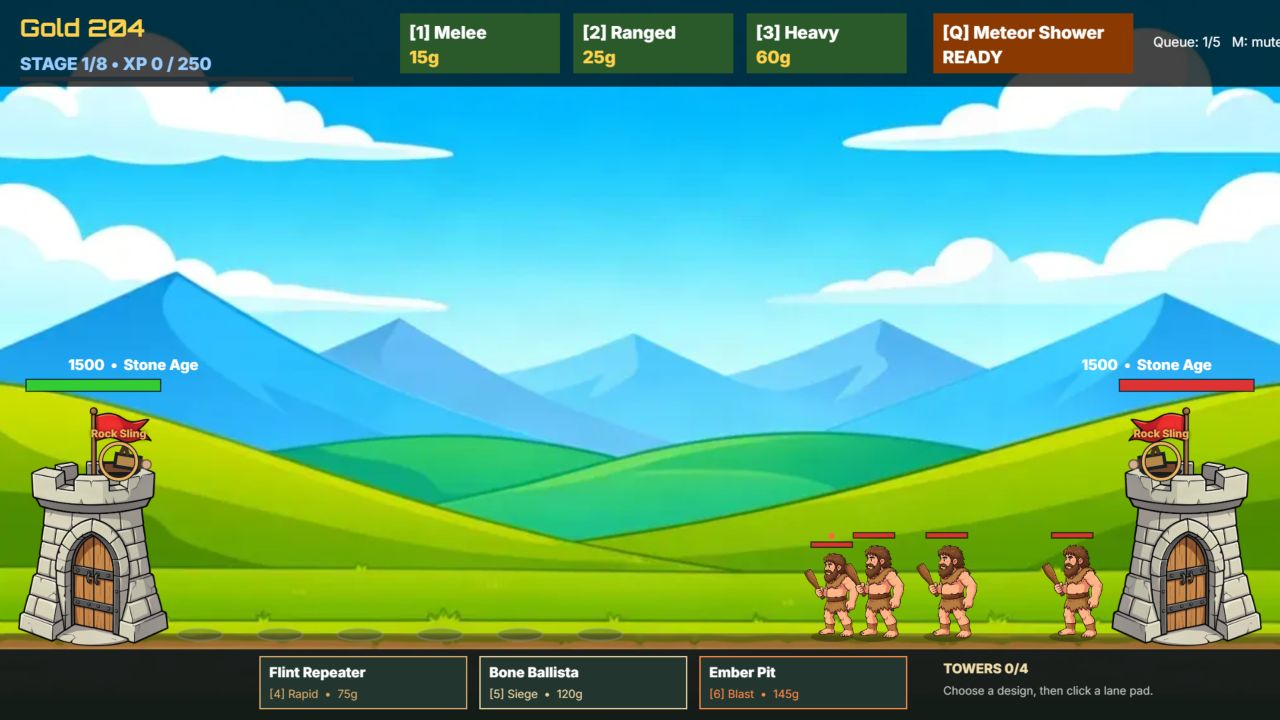 Gold 204
STAGE 1/8 • XP 0 / 250
[1] Melee
15g
[2] Ranged
25g
[3] Heavy
60g
[Q] Meteor Shower
READY
Queue: 1/5 M: mute
1500 • Stone Age
1500 • Stone Age
Rock Sling
Rock Sling
Flint Repeater
[4] Rapid • 75g
Bone Ballista
[5] Siege • 120g
Ember Pit
[6] Blast • 145g
TOWERS 0/4
Choose a design, then click a lane pad.